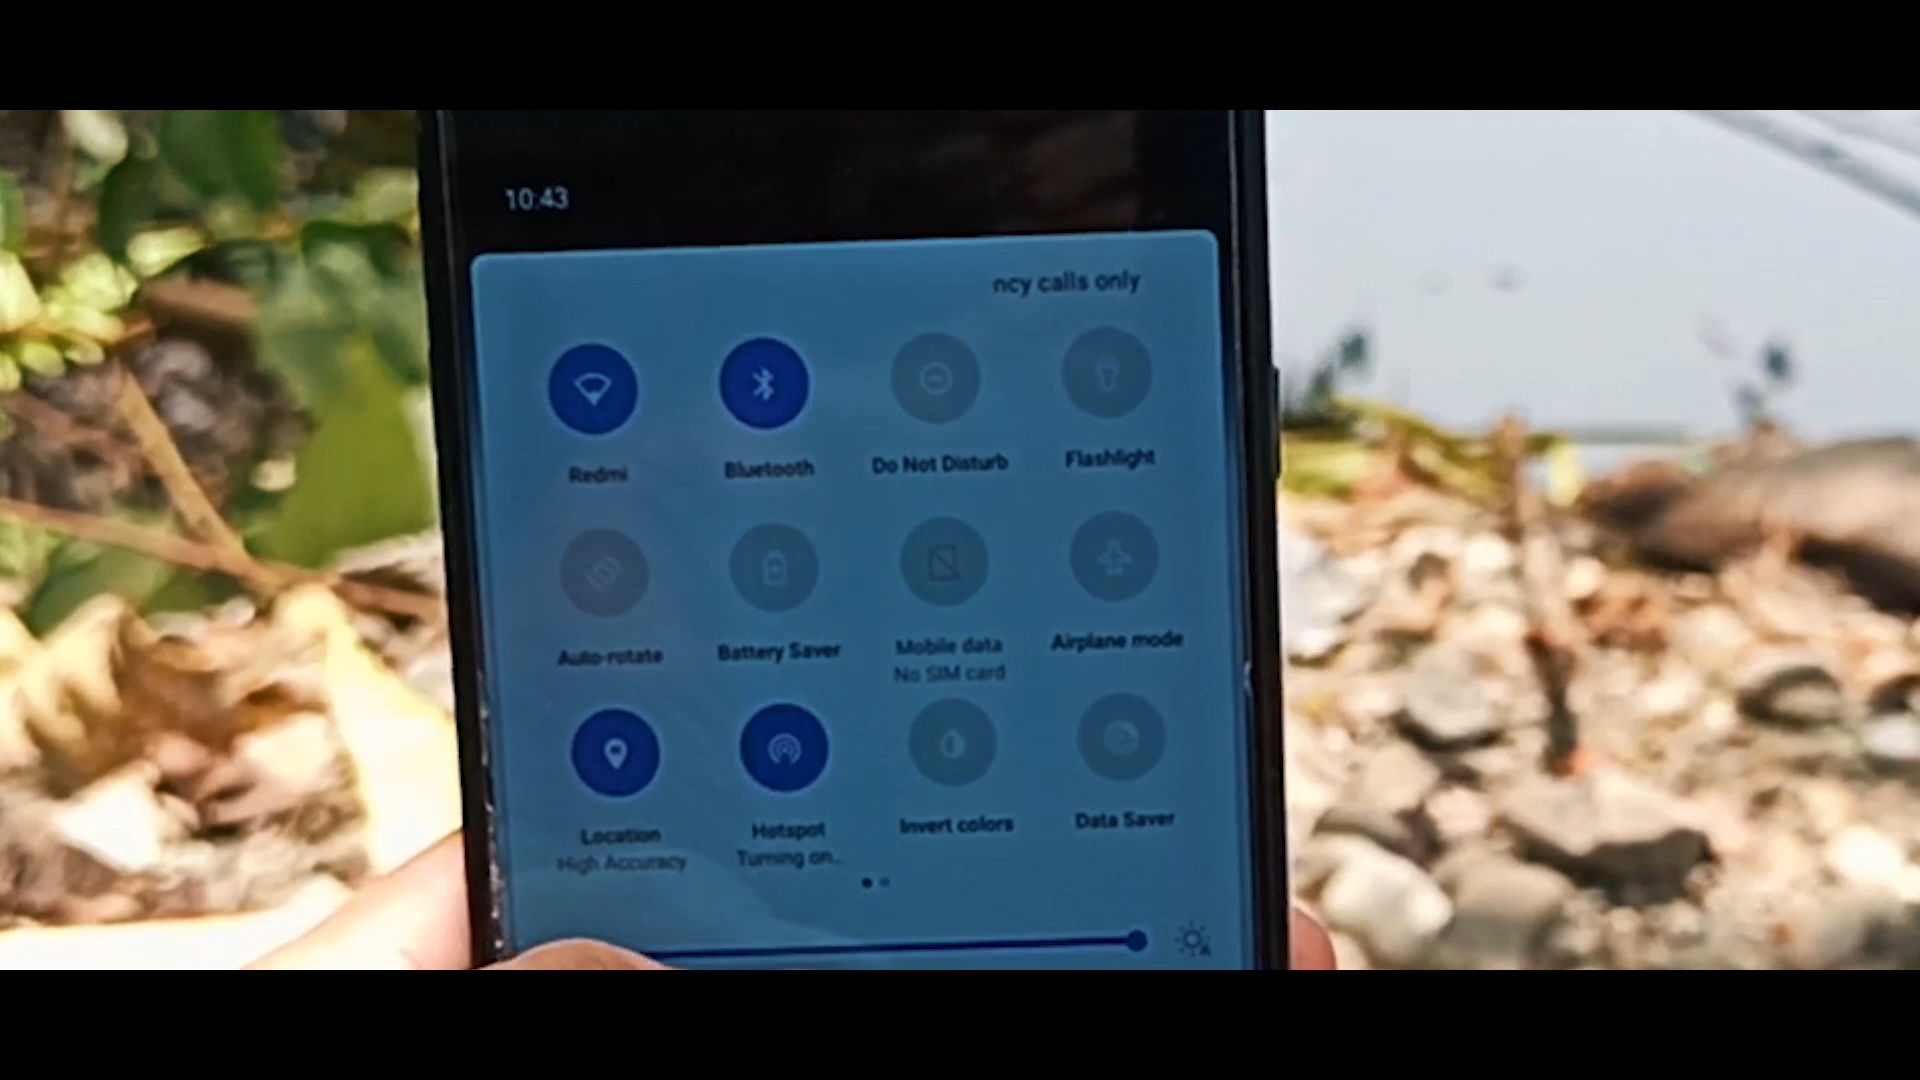 10:43
ncy calls only
Redmi
Bluetooth
Do Not Disturb
Flashlight
Auto-rotate
Battery Saver
Mobile data
No SIM card
Airplane mode
Location
High Accuracy
Hotspot
Turning on...
Invert colors
Data Saver